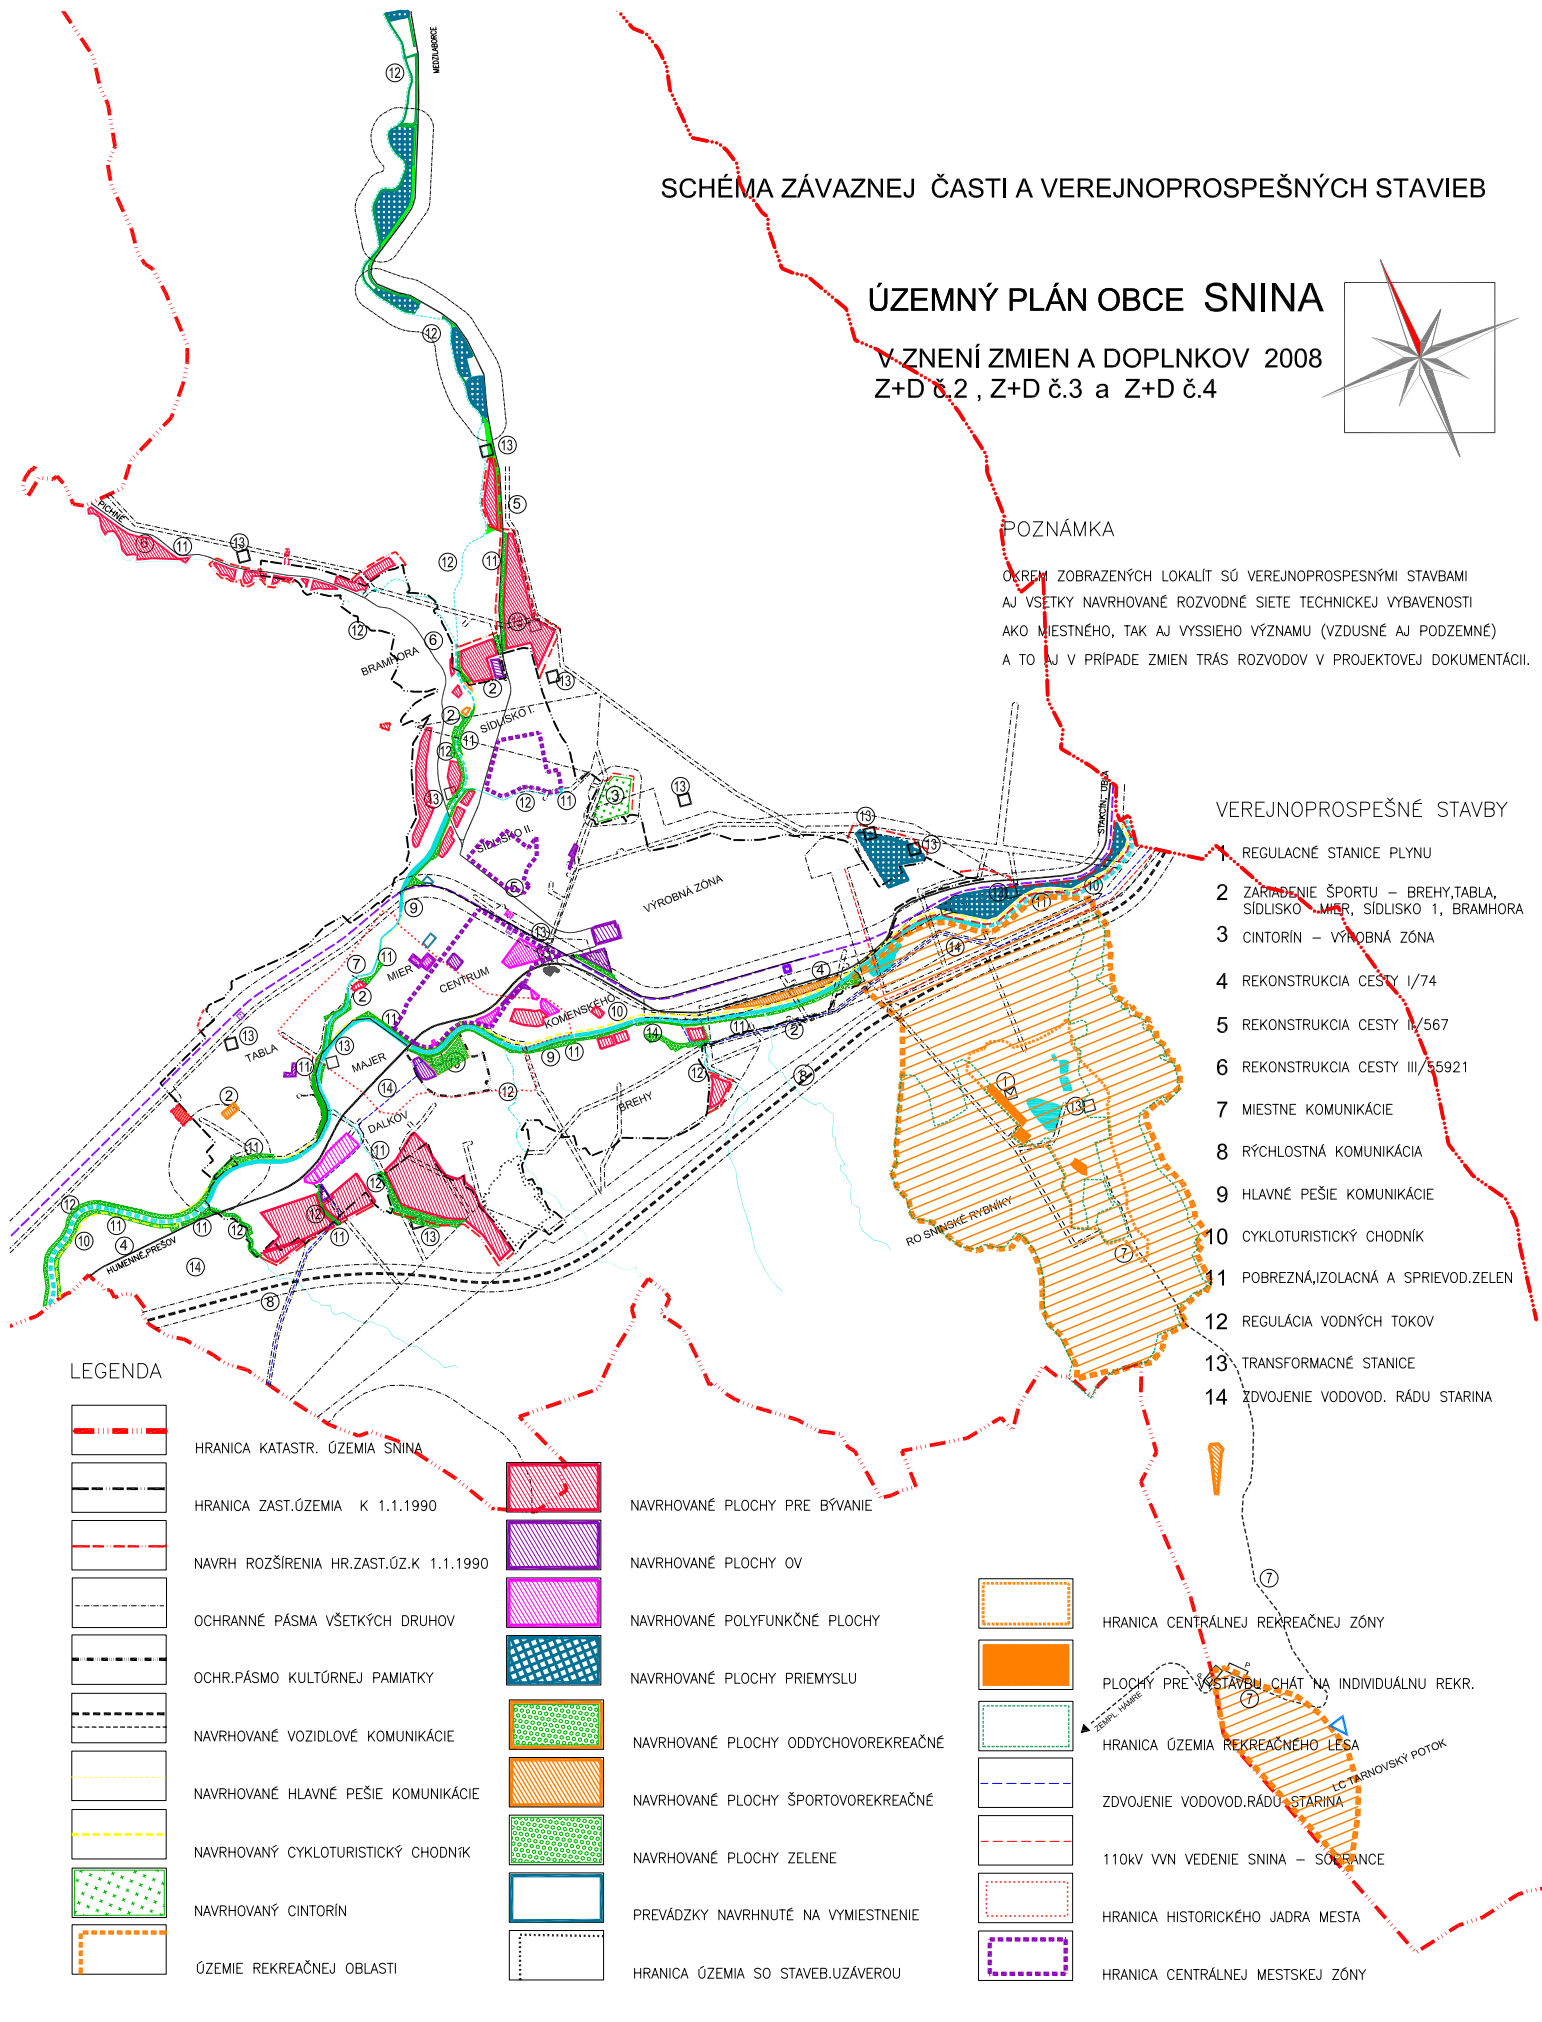 MEDZILABORCE
SCHÉMA ZÁVAZNEJ ČASTI A VEREJNOPROSPEŠNÝCH STAVIEB
ÚZEMNÝ PLÁN OBCE SNINA
V ZNENÍ ZMIEN A DOPLNKOV 2008
Z+D č.2 , Z+D č.3 a Z+D č.4
POZNÁMKA
OKREM ZOBRAZENÝCH LOKALÍT SÚ VEREJNOPROSPESNÝMI STAVBAMI
AJ VSETKY NAVRHOVANÉ ROZVODNÉ SIETE TECHNICKEJ VYBAVENOSTI
AKO MIESTNÉHO, TAK AJ VYSSIEHO VÝZNAMU (VZDUSNÉ AJ PODZEMNÉ)
A TO AJ V PRÍPADE ZMIEN TRÁS ROZVODOV V PROJEKTOVEJ DOKUMENTÁCII.
PICHNE
BRAMHORA
SÍDLISKO I.
SÍDLISKO II.
VÝROBNÁ ZÓNA
STAKCÍN, UBĽA
MIER
CENTRUM
KOMENSKÉHO
TABLA
MAJER
DALKOV
BREHY
HUMENNÉ,PREŠOV
RO SNINSKÉ RYBNÍKY
VEREJNOPROSPEŠNÉ STAVBY
1 REGULACNÉ STANICE PLYNU
2 ZARIADENIE ŠPORTU – BREHY,TABLA,
SÍDLISKO MIER, SÍDLISKO 1, BRAMHORA
3 CINTORÍN – VÝROBNÁ ZÓNA
4 REKONSTRUKCIA CESTY I/74
5 REKONSTRUKCIA CESTY II/567
6 REKONSTRUKCIA CESTY III/55921
7 MIESTNE KOMUNIKÁCIE
8 RÝCHLOSTNÁ KOMUNIKÁCIA
9 HLAVNÉ PEŠIE KOMUNIKÁCIE
10 CYKLOTURISTICKÝ CHODNÍK
11 POBREZNÁ,IZOLACNÁ A SPRIEVOD.ZELEN
12 REGULÁCIA VODNÝCH TOKOV
13 TRANSFORMACNÉ STANICE
14 ZDVOJENIE VODOVOD. RÁDU STARINA
LEGENDA
HRANICA KATASTR. ÚZEMIA SNINA
HRANICA ZAST.ÚZEMIA K 1.1.1990
NAVRH ROZŠÍRENIA HR.ZAST.ÚZ.K 1.1.1990
OCHRANNÉ PÁSMA VŠETKÝCH DRUHOV
OCHR.PÁSMO KULTÚRNEJ PAMIATKY
NAVRHOVANÉ VOZIDLOVÉ KOMUNIKÁCIE
NAVRHOVANÉ HLAVNÉ PEŠIE KOMUNIKÁCIE
NAVRHOVANÝ CYKLOTURISTICKÝ CHODNíK
NAVRHOVANÝ CINTORÍN
ÚZEMIE REKREAČNEJ OBLASTI
NAVRHOVANÉ PLOCHY PRE BÝVANIE
NAVRHOVANÉ PLOCHY OV
NAVRHOVANÉ POLYFUNKČNÉ PLOCHY
NAVRHOVANÉ PLOCHY PRIEMYSLU
NAVRHOVANÉ PLOCHY ODDYCHOVOREKREAČNÉ
NAVRHOVANÉ PLOCHY ŠPORTOVOREKREAČNÉ
NAVRHOVANÉ PLOCHY ZELENE
PREVÁDZKY NAVRHNUTÉ NA VYMIESTNENIE
HRANICA ÚZEMIA SO STAVEB.UZÁVEROU
HRANICA CENTRÁLNEJ REKREAČNEJ ZÓNY
PLOCHY PRE VÝSTAVBU CHÁT NA INDIVIDUÁLNU REKR.
HRANICA ÚZEMIA REKREAČNÉHO LESA
ZDVOJENIE VODOVOD.RÁDU STARINA
110kV VVN VEDENIE SNINA – SOBRANCE
HRANICA HISTORICKÉHO JADRA MESTA
HRANICA CENTRÁLNEJ MESTSKEJ ZÓNY
ZEMPL. HÁMRE
LC TARNOVSKÝ POTOK